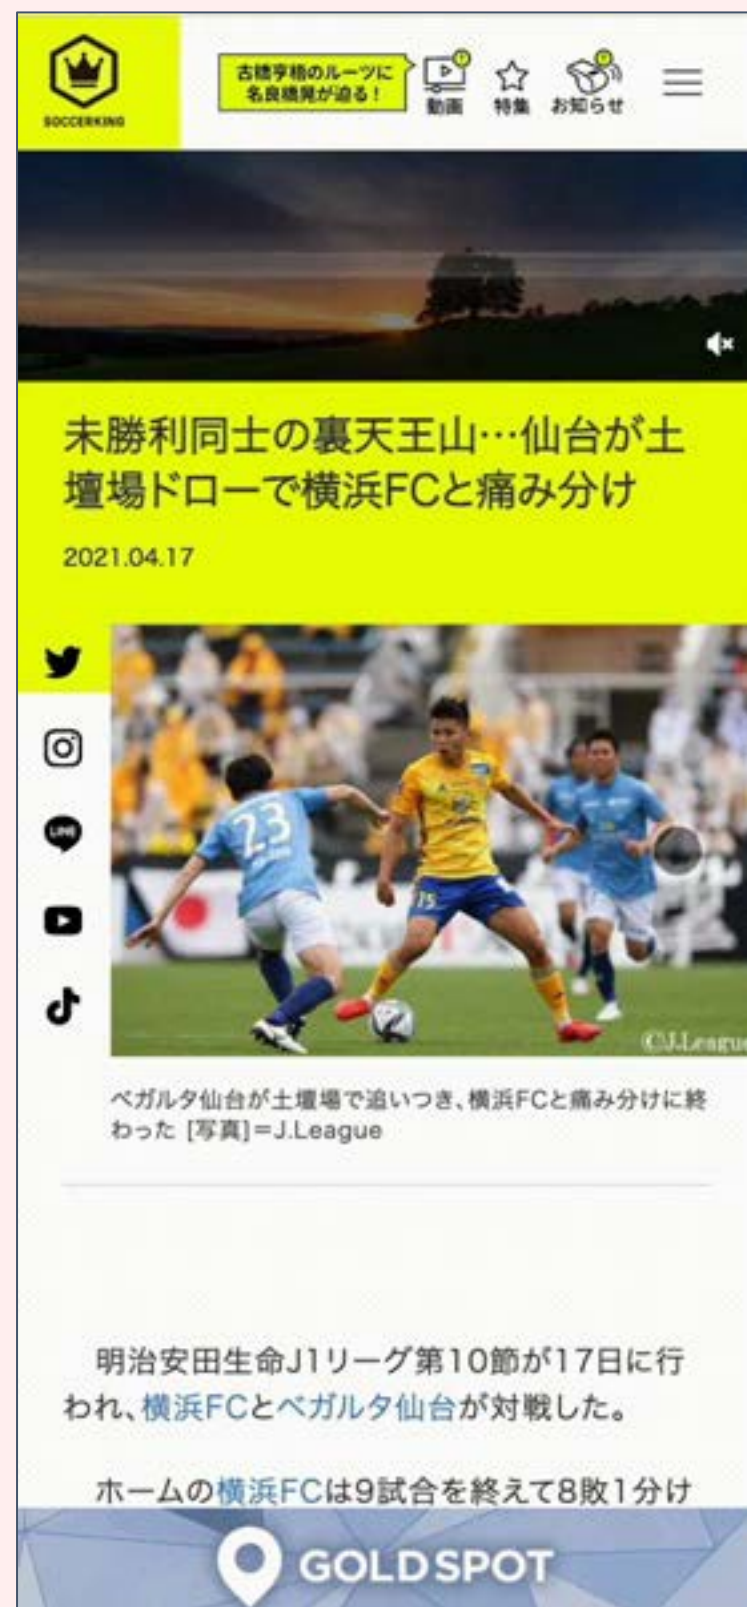 SOCCERKING
古橋亨梧のルーツに
名良橋晃が迫る！
動画
特集
お知らせ
未勝利同士の裏天王山…仙台が土
壇場ドローで横浜FCと痛み分け
2021.04.17
LINE
23
15
©J.League
ベガルタ仙台が土壇場で追いつき、横浜FCと痛み分けに終
わった [写真]＝J.League
明治安田生命J1リーグ第10節が17日に行
われ、横浜FCとベガルタ仙台が対戦した。
ホームの横浜FCは9試合を終えて8敗1分け
GOLDSPOT